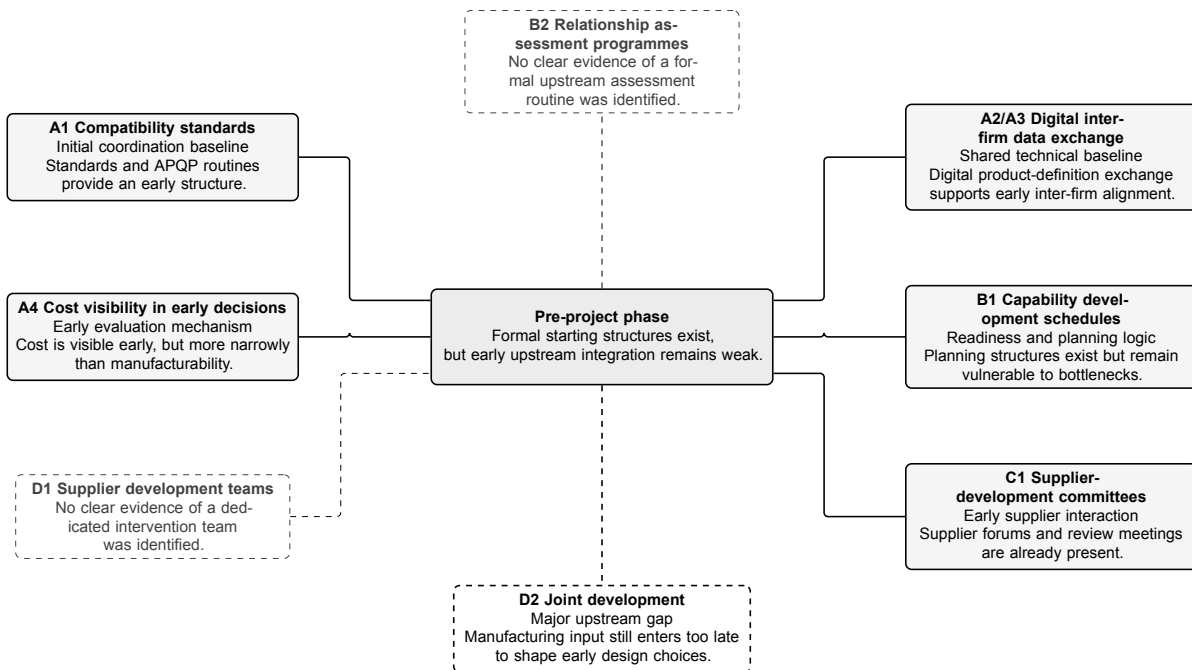 B2 Relationship as-
sessment programmes
No clear evidence of a for-
mal upstream assessment
routine was identified.
A1 Compatibility standards
Initial coordination baseline
Standards and APQP routines
provide an early structure.
A2/A3 Digital inter-
firm data exchange
Shared technical baseline
Digital product-definition exchange
supports early inter-firm alignment.
A4 Cost visibility in early decisions
Early evaluation mechanism
Cost is visible early, but more narrowly
than manufacturability.
Pre-project phase
Formal starting structures exist,
but early upstream integration remains weak.
B1 Capability devel-
opment schedules
Readiness and planning logic
Planning structures exist but remain
vulnerable to bottlenecks.
D1 Supplier development teams
No clear evidence of a ded-
icated intervention team
was identified.
C1 Supplier-
development committees
Early supplier interaction
Supplier forums and review meetings
are already present.
D2 Joint development
Major upstream gap
Manufacturing input still enters too late
to shape early design choices.